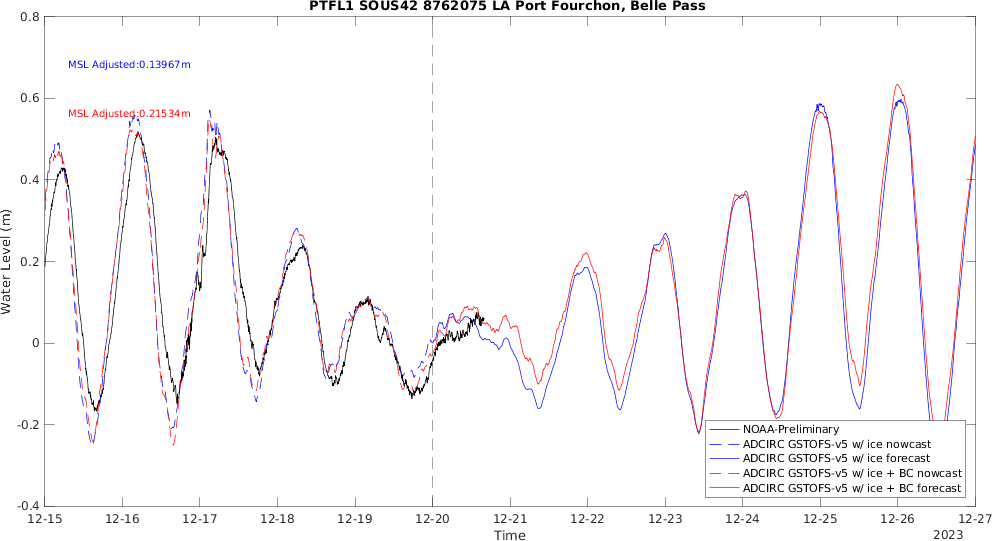 PTFL1 SOUS42 8762075 LA Port Fourchon, Belle Pass
MSL Adjusted:0.13967m
MSL Adjusted:0.21534m
0.8
0.6
0.4
0.2
0
-0.2
-0.4
Water Level (m)
NOAA-Preliminary
ADCIRC GSTOFS-v5 w/ ice nowcast
ADCIRC GSTOFS-v5 w/ ice forecast
ADCIRC GSTOFS-v5 w/ ice + BC nowcast
ADCIRC GSTOFS-v5 w/ ice + BC forecast
12-15 12-16 12-17 12-18 12-19 12-20 12-21 12-22 12-23 12-24 12-25 12-26 12-27
Time
2023